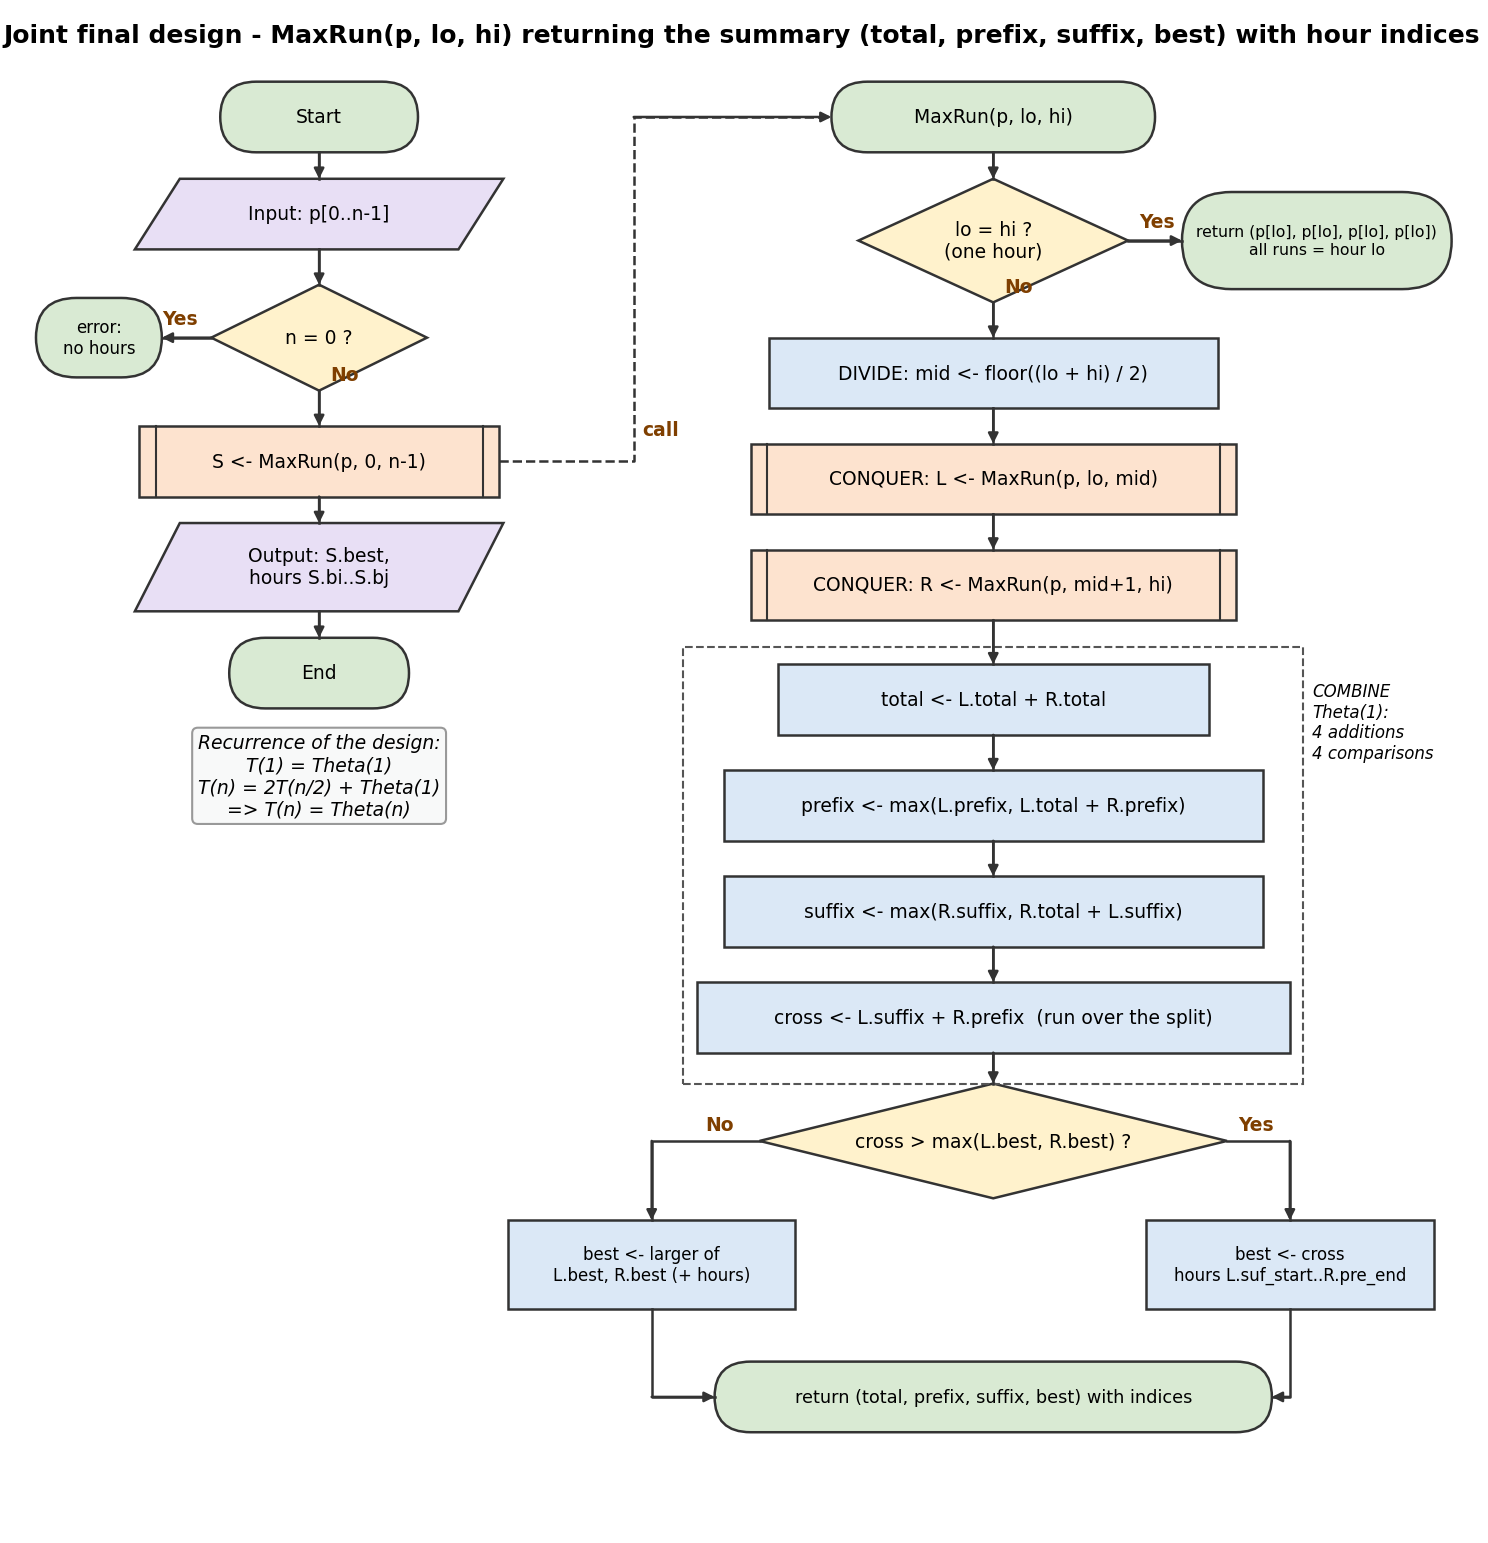 Joint final design - MaxRun(p, lo, hi) returning the summary (total, prefix, suffix, best) with hour indices
Start
Input: p[0..n-1]
n = 0 ?
Yes
error:
no hours
No
S <- MaxRun(p, 0, n-1)
call
Output: S.best,
hours S.bi..S.bj
End
Recurrence of the design:
T(1) = Theta(1)
T(n) = 2T(n/2) + Theta(1)
=> T(n) = Theta(n)
MaxRun(p, lo, hi)
lo = hi ?
(one hour)
Yes
return (p[lo], p[lo], p[lo], p[lo])
all runs = hour lo
No
DIVIDE: mid <- floor((lo + hi) / 2)
CONQUER: L <- MaxRun(p, lo, mid)
CONQUER: R <- MaxRun(p, mid+1, hi)
total <- L.total + R.total
COMBINE
Theta(1):
4 additions
4 comparisons
prefix <- max(L.prefix, L.total + R.prefix)
suffix <- max(R.suffix, R.total + L.suffix)
cross <- L.suffix + R.prefix (run over the split)
cross > max(L.best, R.best) ?
No
Yes
best <- larger of
L.best, R.best (+ hours)
best <- cross
hours L.suf_start..R.pre_end
return (total, prefix, suffix, best) with indices